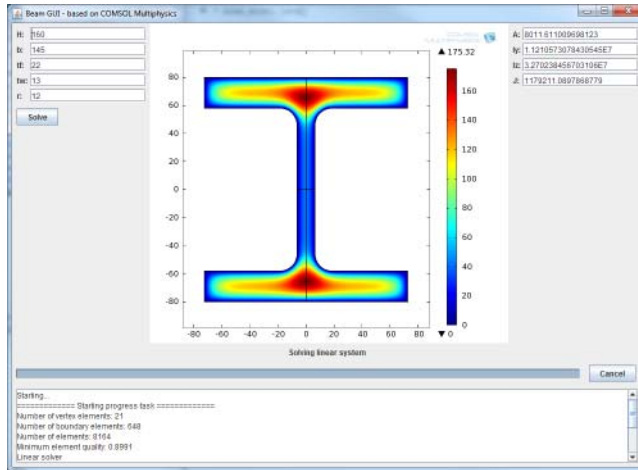 Beam GUI - based on COMSOL Multiphysics
H: 160
b: 145
tf: 22
tw: 13
r: 12
Solve
COMSOL
MULTIPHYSICS
▲ 175.32
80
60
40
20
0
-20
-40
-60
-80
-80 -60 -40 -20 0 20 40 60 80
160
140
120
100
80
60
40
20
0
▼ 0
A: 8011.611009698123
Iy: 1.1210573078430545E7
Iz: 3.270238456703106E7
J: 1179211.0897868779
Solving linear system
Cancel
Starting...
============= Starting progress task =============
Number of vertex elements: 21
Number of boundary elements: 648
Number of elements: 8164
Minimum element quality: 0.8991
Linear solver